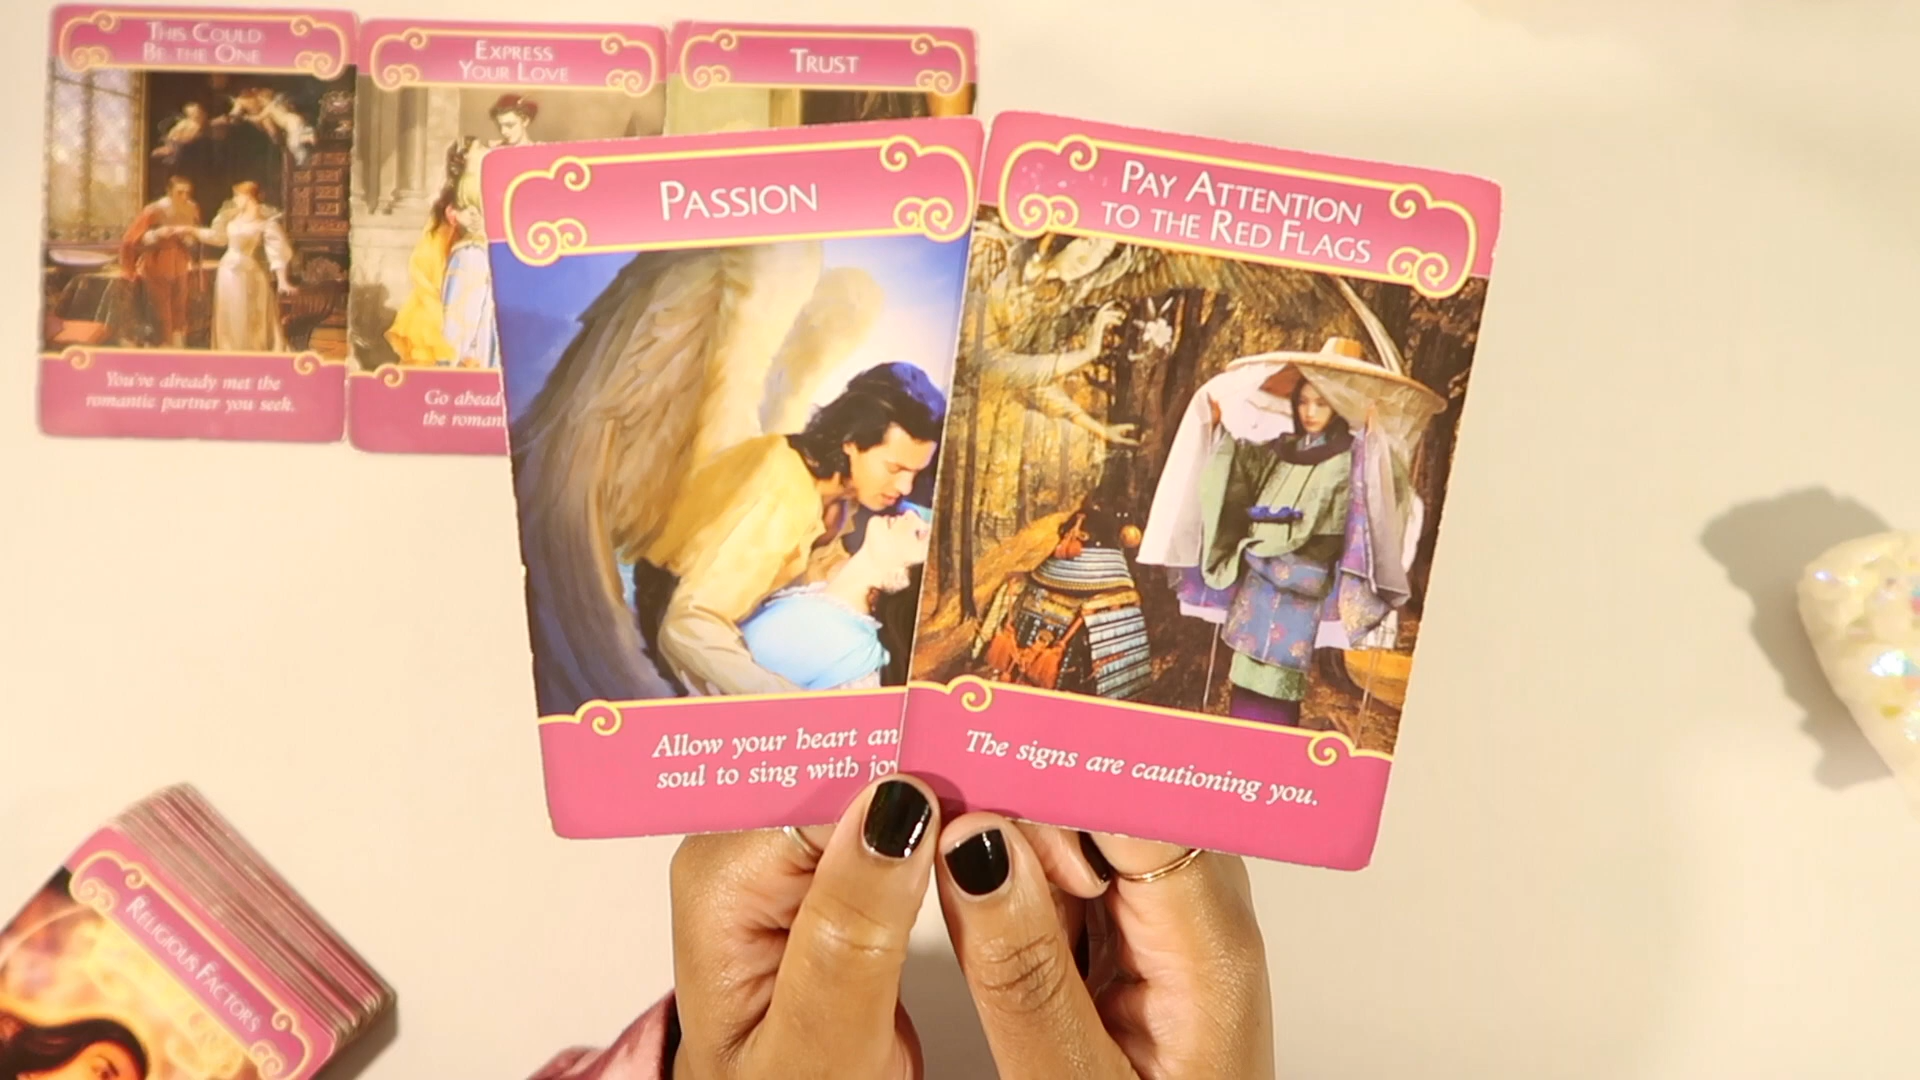 This Could
Be the One
You've already met the
romantic partner you seek.
Express
Your Love
Go ahead
the roman
Trust
Passion
Allow your heart an
soul to sing with joy
Pay Attention
to the Red Flags
The signs are cautioning you.
Religious Factors